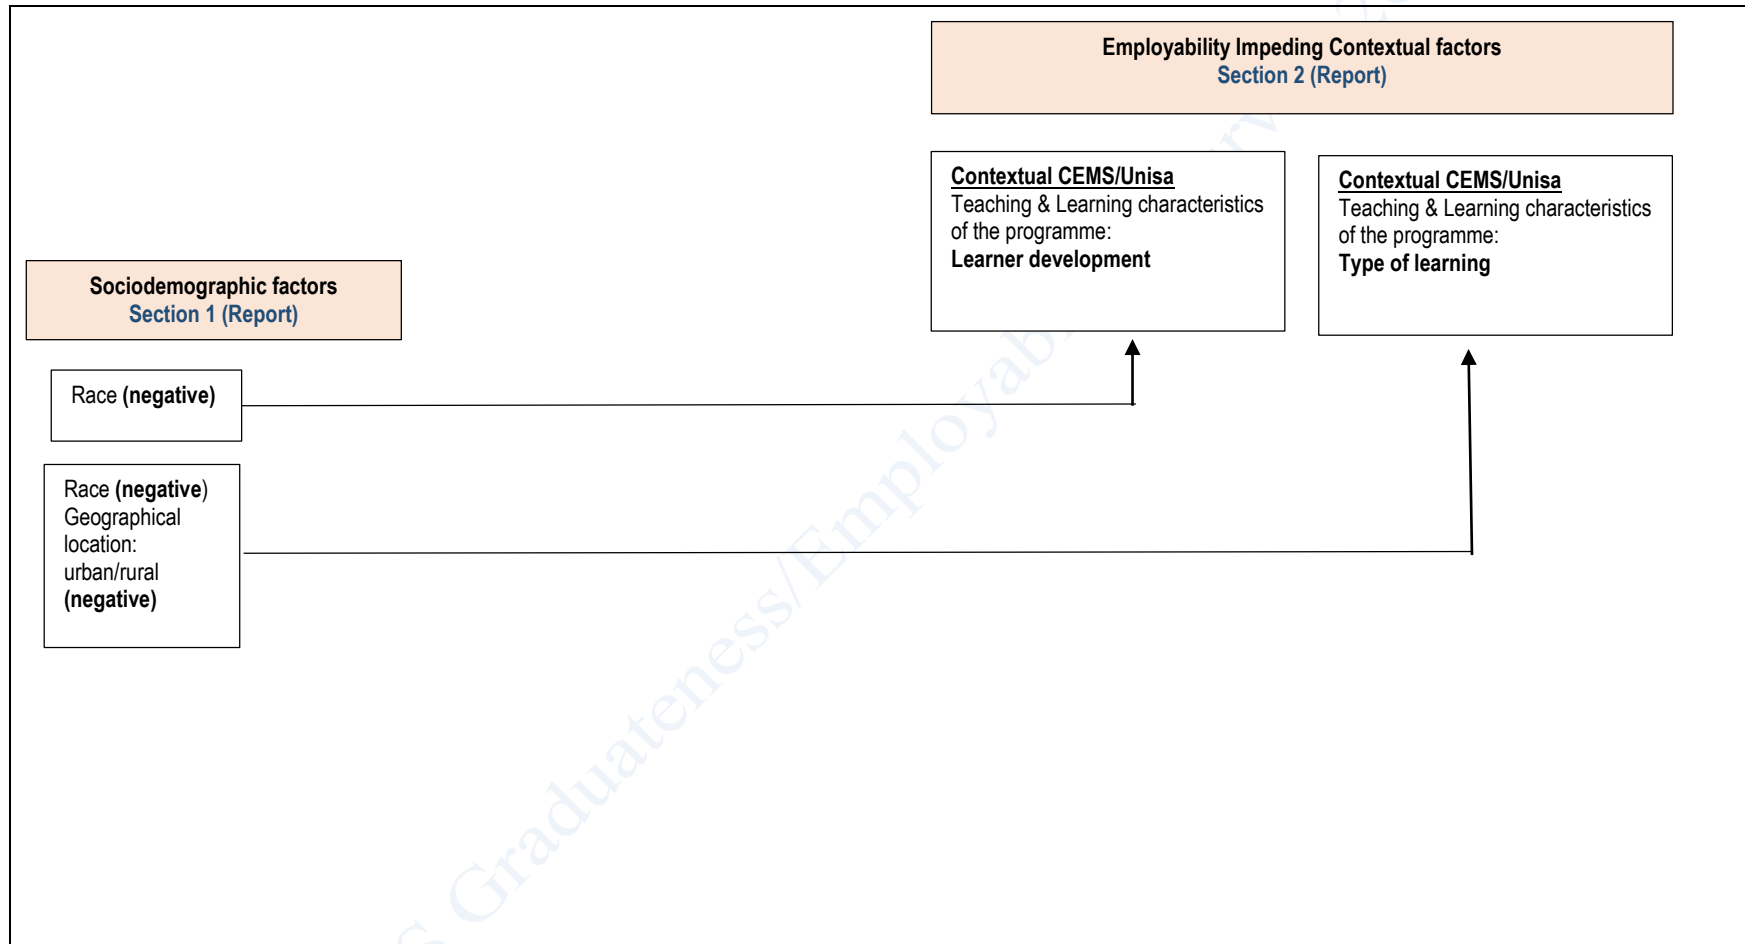 Employability Impeding Contextual factors
Section 2 (Report)
Contextual CEMS/Unisa
Teaching & Learning characteristics
of the programme:
Learner development
Contextual CEMS/Unisa
Teaching & Learning characteristics
of the programme:
Type of learning
Sociodemographic factors
Section 1 (Report)
Race (negative)
Race (negative)
Geographical
location:
urban/rural
(negative)
Graduateness/Employab